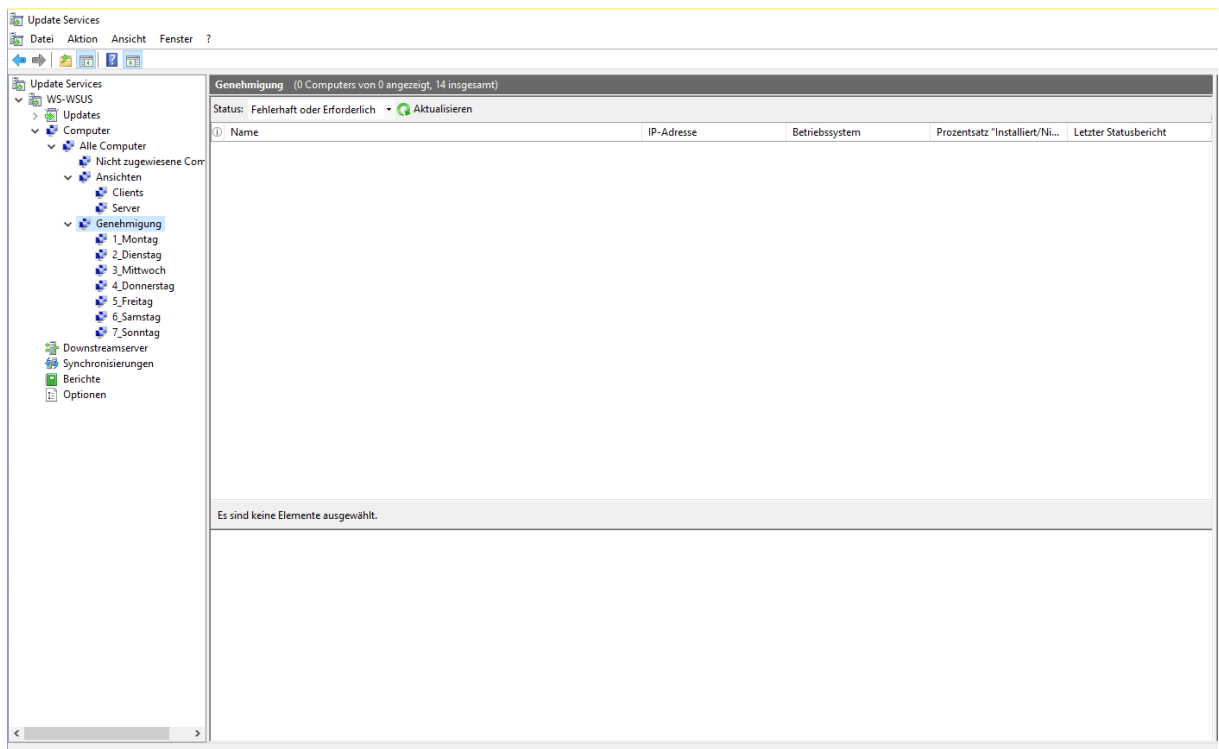 Update Services
Datei Aktion Ansicht Fenster ?
Update Services
WS-WSUS
Updates
Computer
Alle Computer
Nicht zugewiesene Com
Ansichten
Clients
Server
Genehmigung
1_Montag
2_Dienstag
3_Mittwoch
4_Donnerstag
5_Freitag
6_Samstag
7_Sonntag
Downstreamserver
Synchronisierungen
Berichte
Optionen
Genehmigung (0 Computers von 0 angezeigt, 14 insgesamt)
Status: Fehlerhaft oder Erforderlich Aktualisieren
Name IP-Adresse Betriebssystem Prozentsatz "Installiert/Ni... Letzter Statusbericht
Es sind keine Elemente ausgewählt.